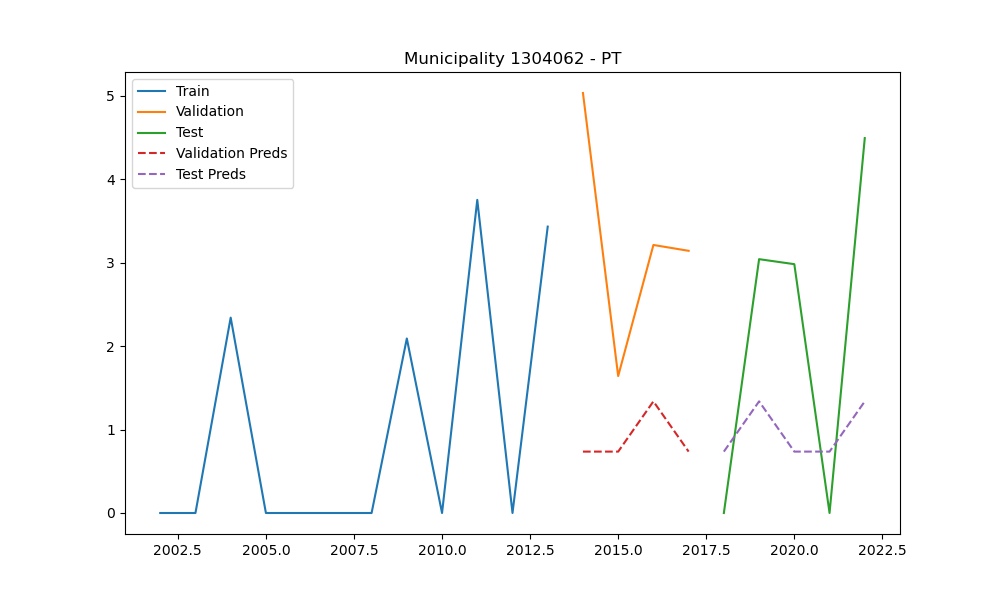 Municipality 1304062 - PT
Train
Validation
Test
Validation Preds
Test Preds
5
4
3
2
1
0
2002.5 2005.0 2007.5 2010.0 2012.5 2015.0 2017.5 2020.0 2022.5